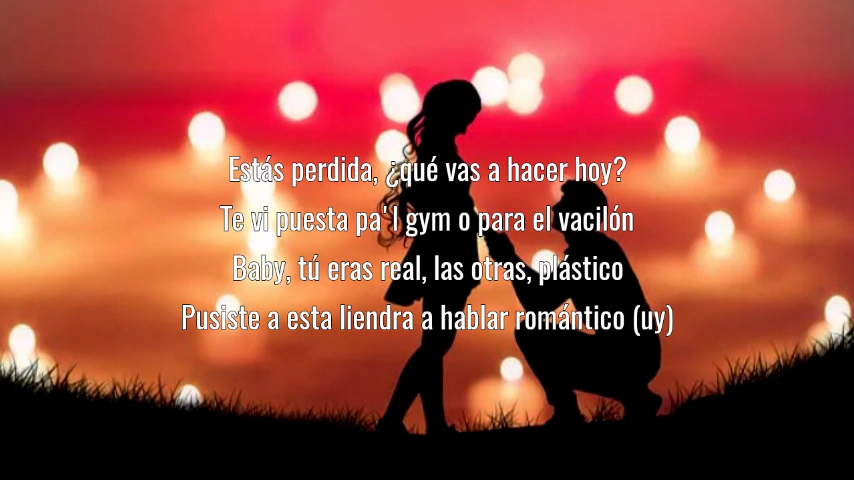 Estás perdida, ¿qué vas a hacer hoy?
Te vi puesta pa'l gym o para el vacilón
Baby, tú eras real, las otras, plástico
Pusiste a esta liendra a hablar romántico (uy)